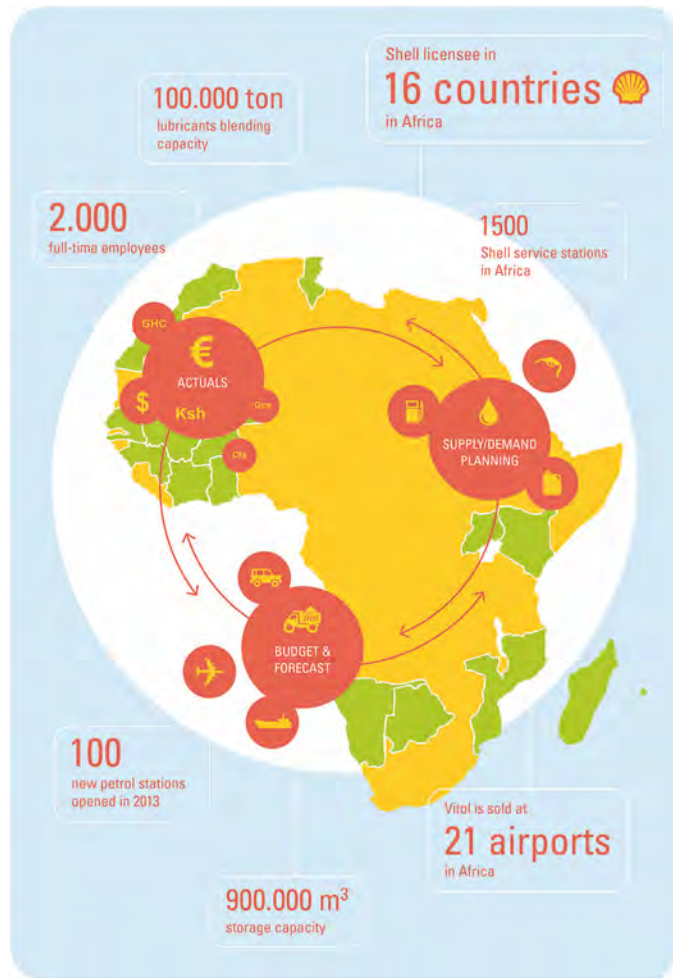 Shell licensee in
16 countries
in Africa
100.000 ton
lubricants blending
capacity
2.000
full-time employees
1500
Shell service stations
in Africa
GHC
€
ACTUALS
$
Ksh
Cfa
SUPPLY/DEMAND
PLANNING
BUDGET &
FORECAST
100
new petrol stations
opened in 2013
Vitol is sold at
21 airports
in Africa
900.000 m³
storage capacity